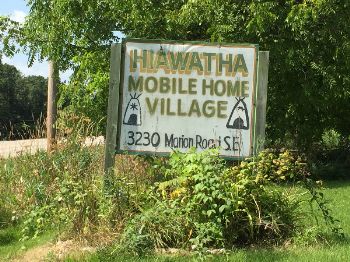 HIAWATHA
MOBILE HOME
VILLAGE
3230 Marion Road S.E.